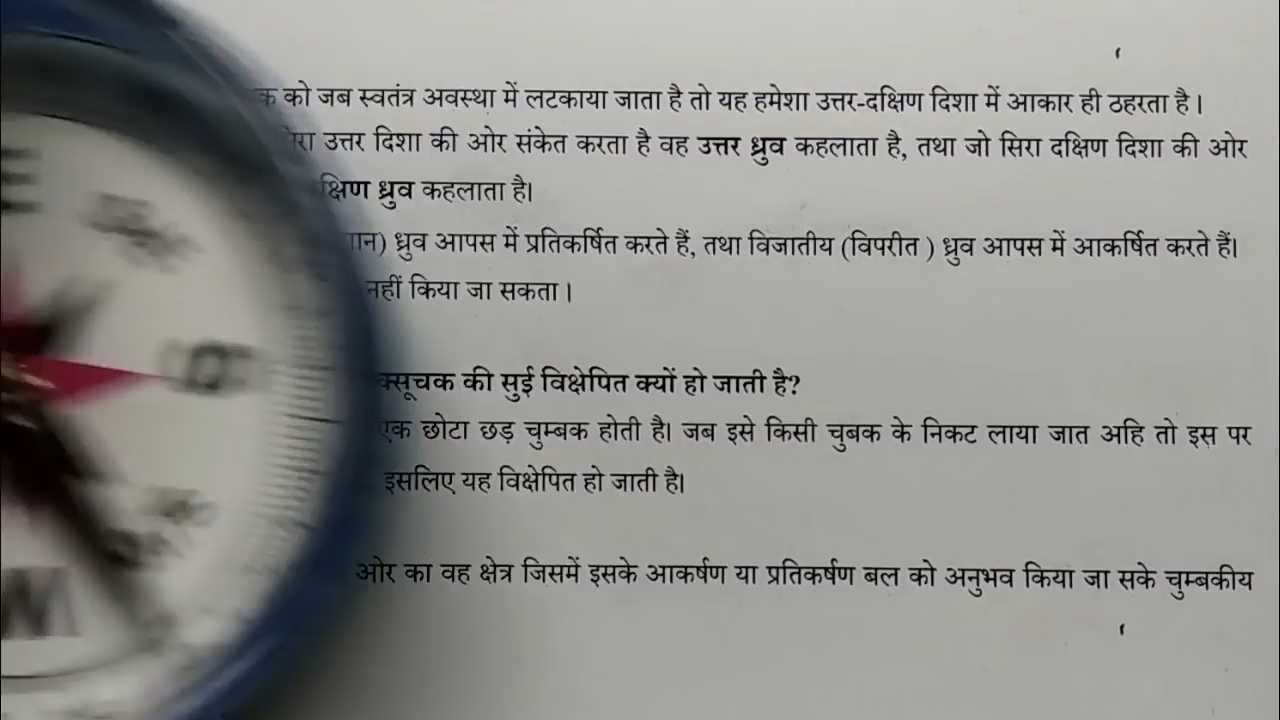 को जब स्वतंत्र अवस्था में लटकाया जाता है तो यह हमेशा उत्तर-दक्षिण दिशा में आकार ही ठहरता है ।
उत्तर दिशा की ओर संकेत करता है वह उत्तर ध्रुव कहलाता है, तथा जो सिरा दक्षिण दिशा की ओर
ध्रुव कहलाता है।
ध्रुव आपस में प्रतिकर्षित करते हैं, तथा विजातीय (विपरीत ) ध्रुव आपस में आकर्षित करते हैं।
नहीं किया जा सकता ।
की सुई विक्षेपित क्यों हो जाती है?
एक छोटा छड़ चुम्बक होती है। जब इसे किसी चुबक के निकट लाया जात अहि तो इस पर
इसलिए यह विक्षेपित हो जाती है।
ओर का वह क्षेत्र जिसमें इसके आकर्षण या प्रतिकर्षण बल को अनुभव किया जा सके चुम्बकीय